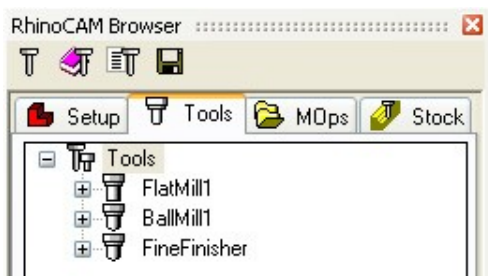 RhinoCAM Browser
Setup Tools MOps Stock
Tools
FlatMill1
BallMill1
FineFinisher